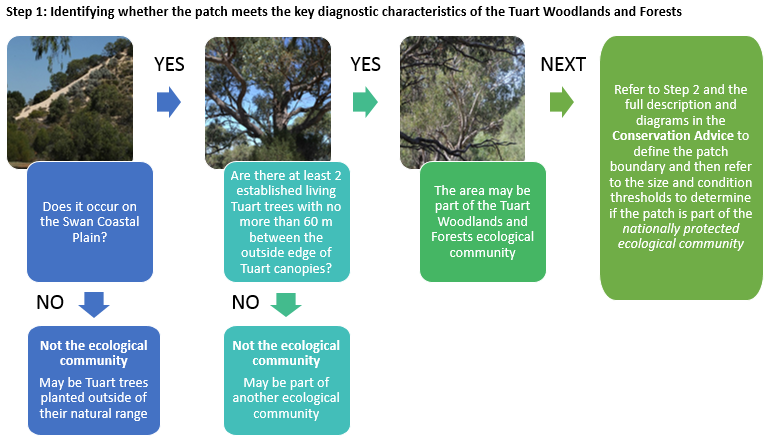 Step 1: Identifying whether the patch meets the key diagnostic characteristics of the Tuart Woodlands and Forests
YES
YES
NEXT
Does it occur on
the Swan Coastal
Plain?
Are there at least 2
established living
Tuart trees with no
more than 60 m
between the
outside edge of
Tuart canopies?
The area may be
part of the Tuart
Woodlands and
Forests ecological
community
Refer to Step 2 and the
full description and
diagrams in the
Conservation Advice to
define the patch
boundary and then refer
to the size and condition
thresholds to determine
if the patch is part of the
nationally protected
ecological community
NO
NO
Not the ecological
community
May be Tuart trees
planted outside of
their natural range
Not the ecological
community
May be part of
another ecological
community